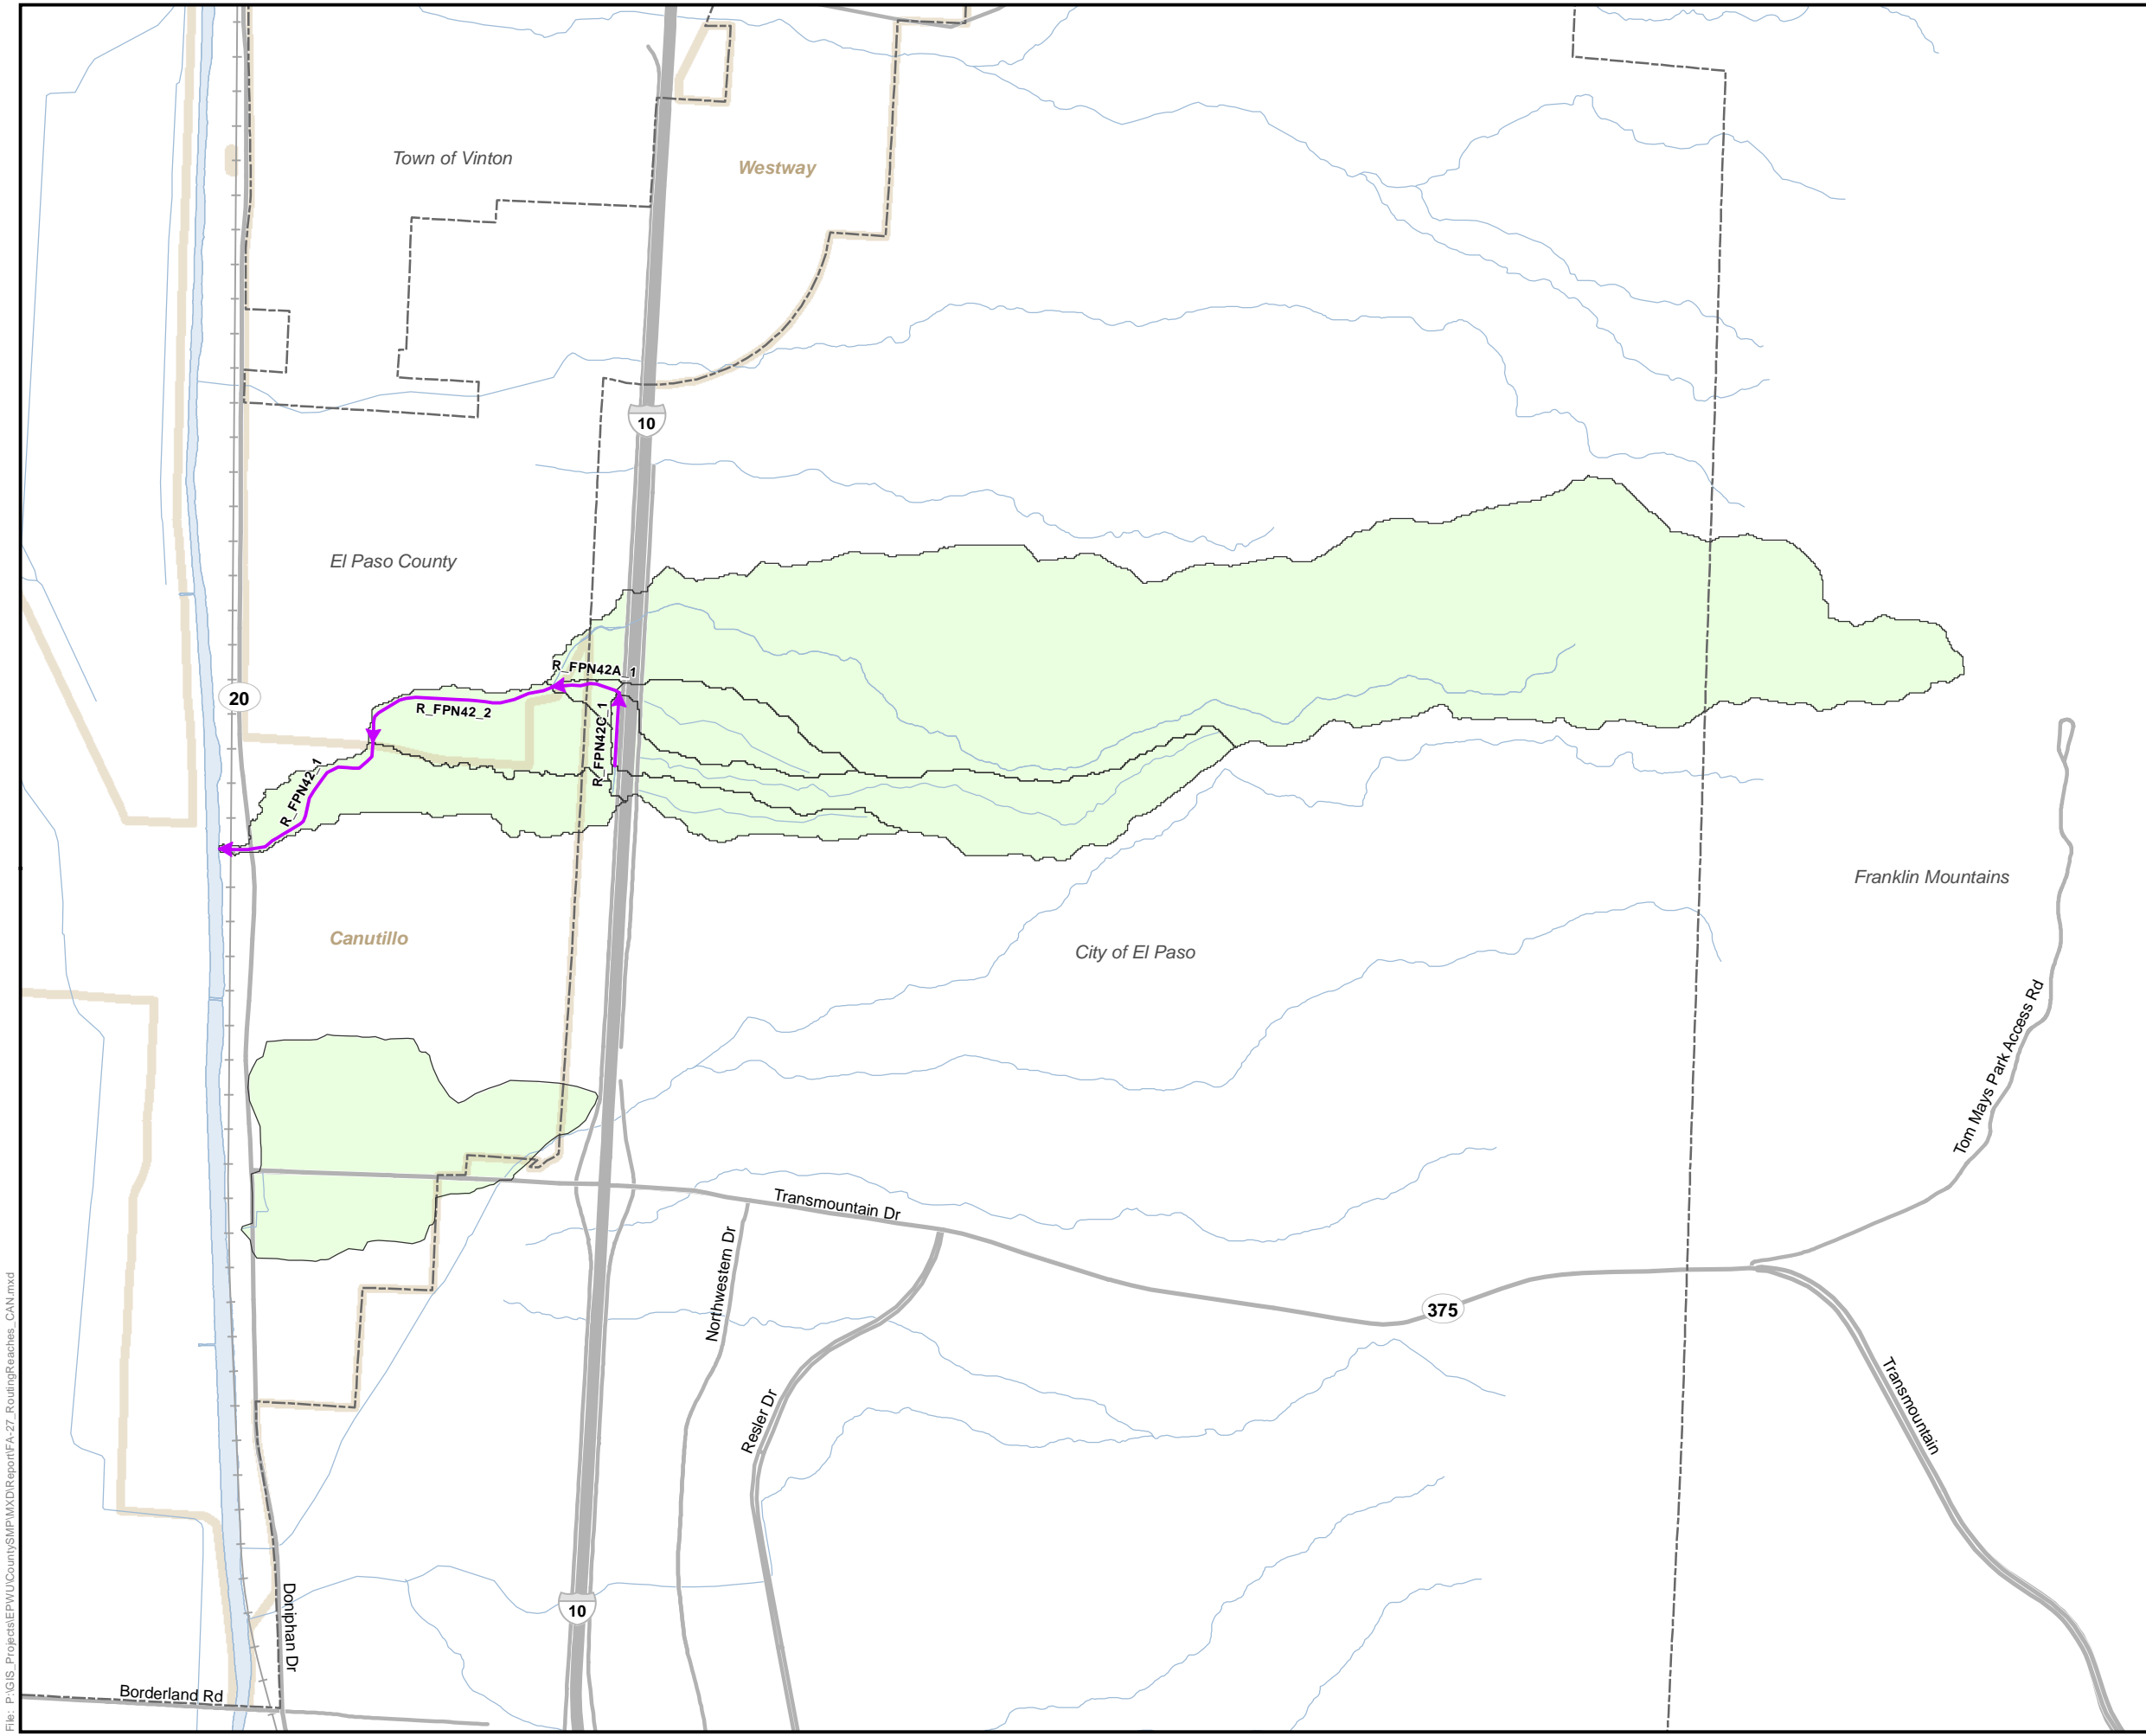 Town of Vinton
Westway
10
El Paso County
R_FPN42A_1
20
R_FPN42_2
R_FPN42C_1
R_FPN42_1
Franklin Mountains
Canutillo
City of El Paso
Tom Mays Park Access Rd
Transmountain Dr
Northwestern Dr
375
Resler Dr
Transmountain
10
Doniphan Dr
Borderland Rd
File: P:\GIS_Projects\EPWU\CountySMP\MXD\Report\FA-27_RoutingReaches_CAN.mxd